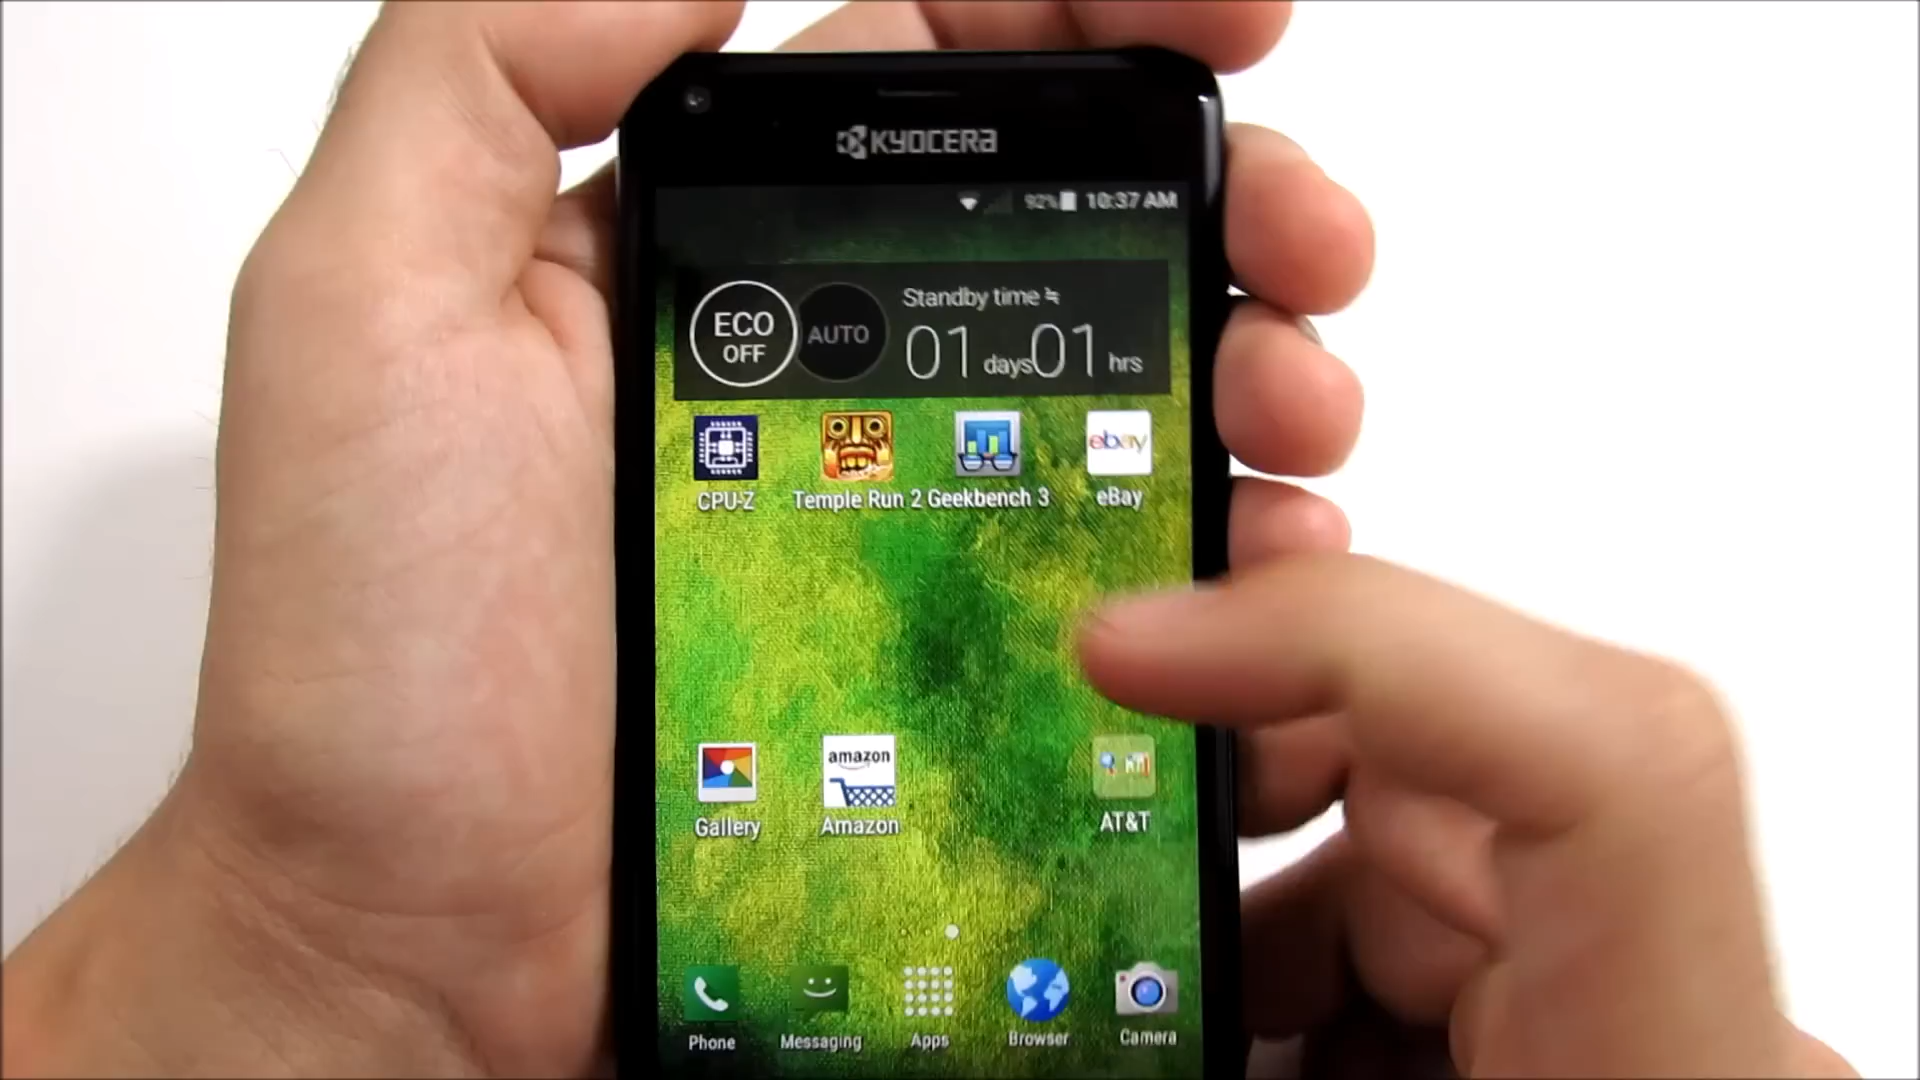 KYOCERA
92% 10:37 AM
ECO OFF
AUTO
Standby time ≒
01 days 01 hrs
CPU-Z Temple Run 2 Geekbench 3 eBay
ebay
amazon
Gallery Amazon AT&T
Phone Messaging Apps Browser Camera